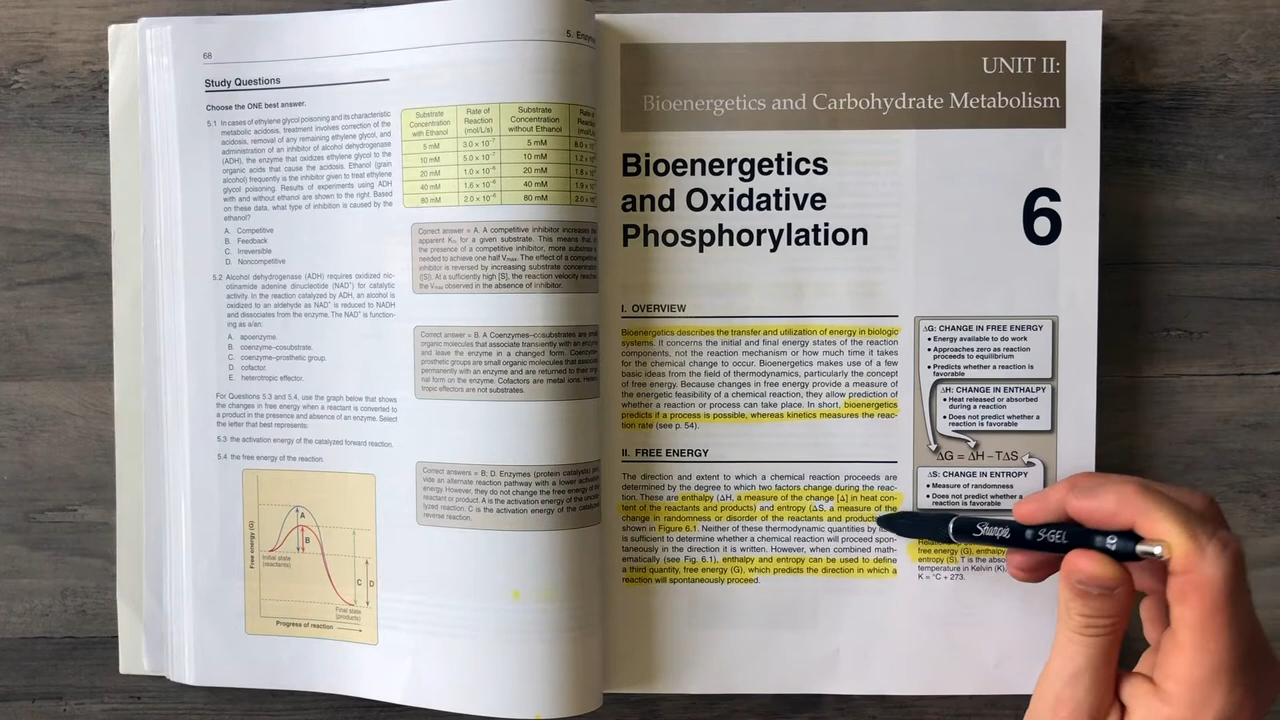 68
5. Enzy
Study Questions
Choose the ONE best answer.
5.1 In cases of ethylene glycol poisoning and its characteristic
metabolic acidosis, treatment involves correction of the
acidosis, removal of any remaining ethylene glycol, and
administration of an inhibitor of alcohol dehydrogenase
(ADH), the enzyme that oxidizes ethylene glycol to the
organic acids that cause the acidosis. Ethanol (grain
alcohol) frequently is the inhibitor given to treat ethylene
glycol poisoning. Results of experiments using ADH
with and without ethanol are shown to the right. Based
on these data, what type of inhibition is caused by the
ethanol?
A. Competitive
B. Feedback
C. Irreversible
D. Noncompetitive
5.2 Alcohol dehydrogenase (ADH) requires oxidized nic-
otinamide adenine dinucleotide (NAD⁺) for catalytic
activity. In the reaction catalyzed by ADH, an alcohol is
oxidized to an aldehyde as NAD⁺ is reduced to NADH
and dissociates from the enzyme. The NAD⁺ is function-
ing as a/an:
A. apoenzyme.
B. coenzyme–cosubstrate.
C. coenzyme–prosthetic group.
D. cofactor.
E. heterotropic effector.
For Questions 5.3 and 5.4, use the graph below that shows
the changes in free energy when a reactant is converted to
a product in the presence and absence of an enzyme. Select
the letter that best represents:
5.3 the activation energy of the catalyzed forward reaction.
5.4 the free energy of the reaction.
Free energy (G)
A
B
C
D
Initial state
(reactants)
Final state
(products)
Progress of reaction
Substrate Concentration with Ethanol Rate of Reaction (mol/L/s) Substrate Concentration without Ethanol Rate of
5 mM 3.0 × 10⁻⁷ 5 mM 8.0 ×
10 mM 5.0 × 10⁻⁷ 10 mM 1.2 ×
20 mM 1.0 × 10⁻⁶ 20 mM 1.8 ×
40 mM 1.6 × 10⁻⁶ 40 mM 1.9 ×
80 mM 2.0 × 10⁻⁶ 80 mM 2.0 ×
Correct answer = A. A competitive inhibitor increases the
apparent Kₘ for a given substrate. This means that, in
the presence of a competitive inhibitor, more substrate is
needed to achieve one half Vmax. The effect of a competitive
inhibitor is reversed by increasing substrate concentration
([S]). At a sufficiently high [S], the reaction velocity reaches
the Vmax observed in the absence of inhibitor.
Correct answer = B. A Coenzymes–cosubstrates are small
organic molecules that associate transiently with an enzyme
and leave the enzyme in a changed form. Coenzyme–
prosthetic groups are small organic molecules that associate
permanently with an enzyme and are returned to their orig
nal form on the enzyme. Cofactors are metal ions. Hetero
tropic effectors are not substrates.
Correct answers = B; D. Enzymes (protein catalysts) pro
vide an alternate reaction pathway with a lower activation
energy. However, they do not change the free energy of the
reactant or product. A is the activation energy of the uncata
lyzed reaction. C is the activation energy of the catalyzed
reverse reaction.
UNIT II:
Bioenergetics and Carbohydrate Metabolism
Bioenergetics
and Oxidative
Phosphorylation
6
I. OVERVIEW
Bioenergetics describes the transfer and utilization of energy in biologic
systems. It concerns the initial and final energy states of the reaction
components, not the reaction mechanism or how much time it takes
for the chemical change to occur. Bioenergetics makes use of a few
basic ideas from the field of thermodynamics, particularly the concept
of free energy. Because changes in free energy provide a measure of
the energetic feasibility of a chemical reaction, they allow prediction of
whether a reaction or process can take place. In short, bioenergetics
predicts if a process is possible, whereas kinetics measures the reac-
tion rate (see p. 54).
II. FREE ENERGY
The direction and extent to which a chemical reaction proceeds are
determined by the degree to which two factors change during the reac-
tion. These are enthalpy (ΔH, a measure of the change [Δ] in heat con-
tent of the reactants and products) and entropy (ΔS, a measure of the
change in randomness or disorder of the reactants and products
shown in Figure 6.1. Neither of these thermodynamic quantities by
is sufficient to determine whether a chemical reaction will proceed spon-
taneously in the direction it is written. However, when combined math-
ematically (see Fig. 6.1), enthalpy and entropy can be used to define
a third quantity, free energy (G), which predicts the direction in which a
reaction will spontaneously proceed.
ΔG: CHANGE IN FREE ENERGY
• Energy available to do work
• Approaches zero as reaction
proceeds to equilibrium
• Predicts whether a reaction is
favorable
ΔH: CHANGE IN ENTHALPY
• Heat released or absorbed
during a reaction
• Does not predict whether a
reaction is favorable
ΔG = ΔH – TΔS
ΔS: CHANGE IN ENTROPY
• Measure of randomness
• Does not predict whether a
free energy (G), enthalpy
entropy (S). T is the
temperature in Kelvin (K)
K = °C + 273.
Sharpie S·GEL 0.7